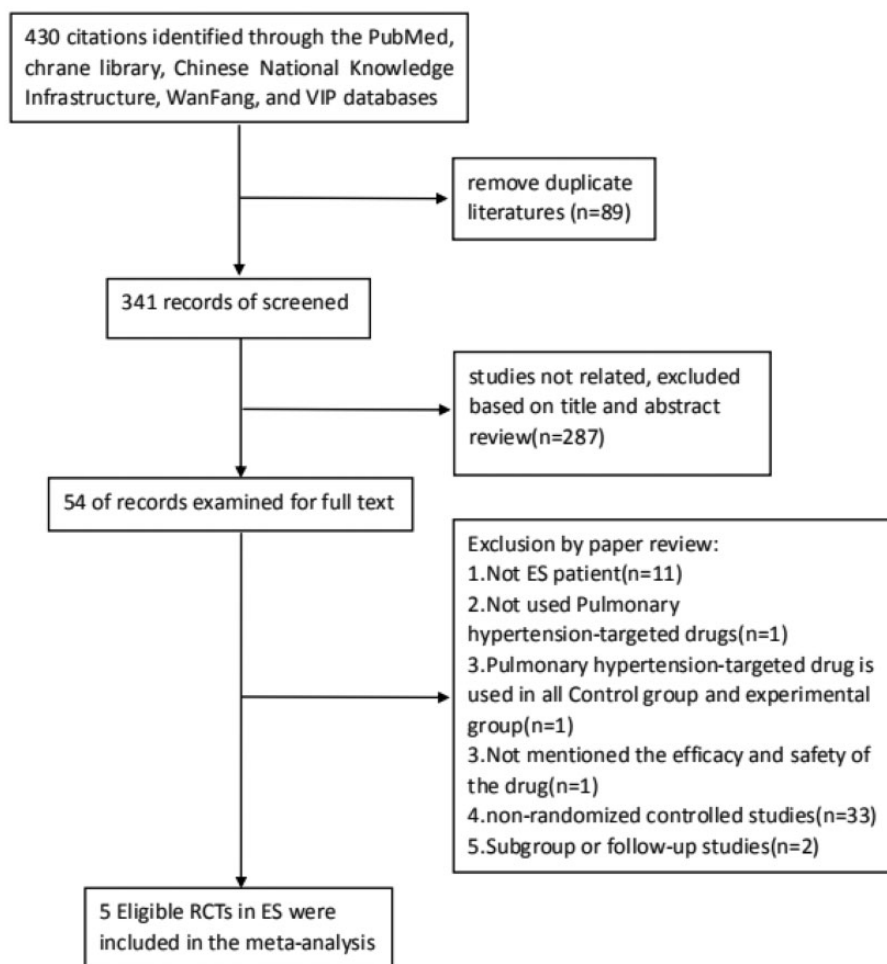 430 citations identified through the PubMed,
chrane library, Chinese National Knowledge
Infrastructure, WanFang, and VIP databases
remove duplicate
literatures (n=89)
341 records of screened
studies not related, excluded
based on title and abstract
review(n=287)
54 of records examined for full text
Exclusion by paper review:
1.Not ES patient(n=11)
2.Not used Pulmonary
hypertension-targeted drugs(n=1)
3.Pulmonary hypertension-targeted drug is
used in all Control group and experimental
group(n=1)
3.Not mentioned the efficacy and safety of
the drug(n=1)
4.non-randomized controlled studies(n=33)
5.Subgroup or follow-up studies(n=2)
5 Eligible RCTs in ES were
included in the meta-analysis